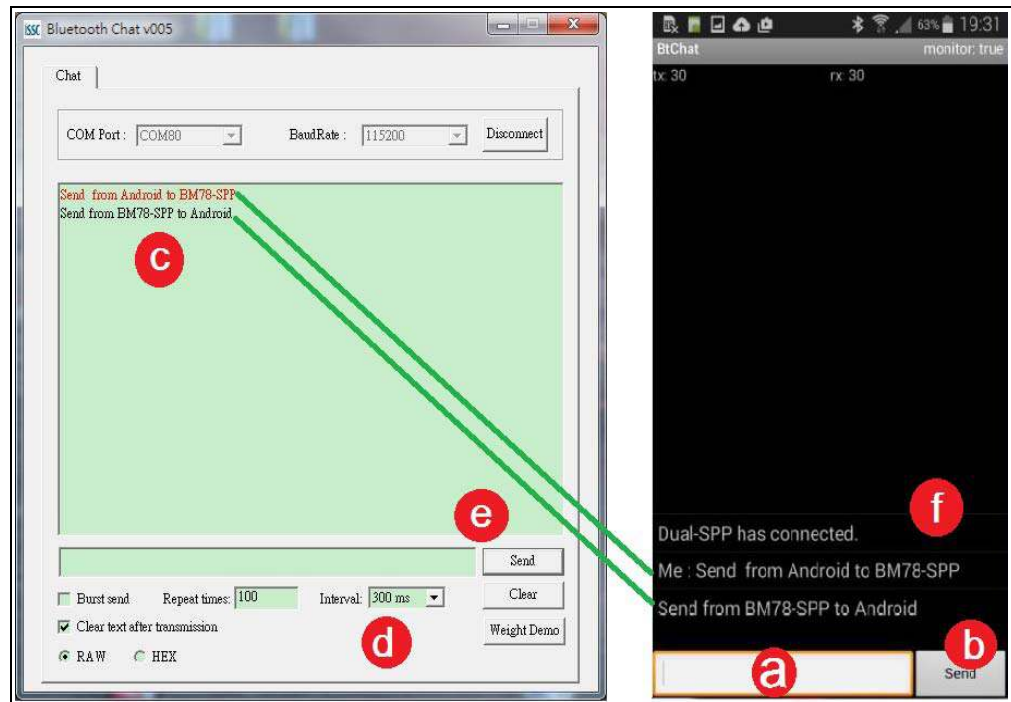 ISSC Bluetooth Chat v005
Chat
COM Port : COM80 BaudRate : 115200 Disconnect
Send from Android to BM78-SPP
Send from BM78-SPP to Android
c
e
Send
Burst send Repeat times: 100 Interval: 300 ms Clear
Clear text after transmission Weight Demo
d
RAW HEX
63% 19:31
BtChat monitor: true
tx: 30 rx: 30
f
Dual-SPP has connected.
Me : Send from Android to BM78-SPP
Send from BM78-SPP to Android
b
a
Send